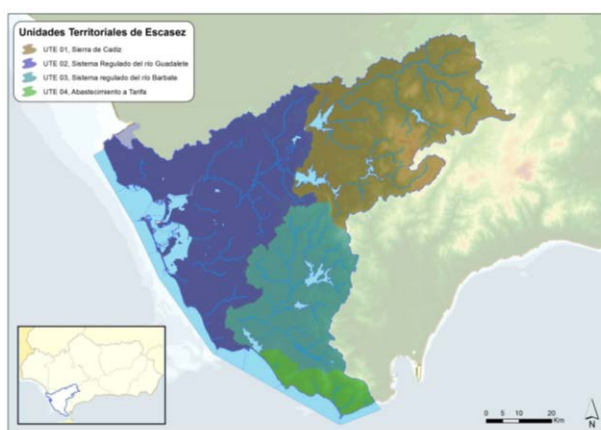 Unidades Territoriales de Escasez
UTE 01, Sierra de Cadiz
UTE 02, Sistema Regulado del río Guadalete
UTE 03, Sistema regulado del río Barbate
UTE 04, Abastecimiento a Tarifa
0 5 10 20
Km
N